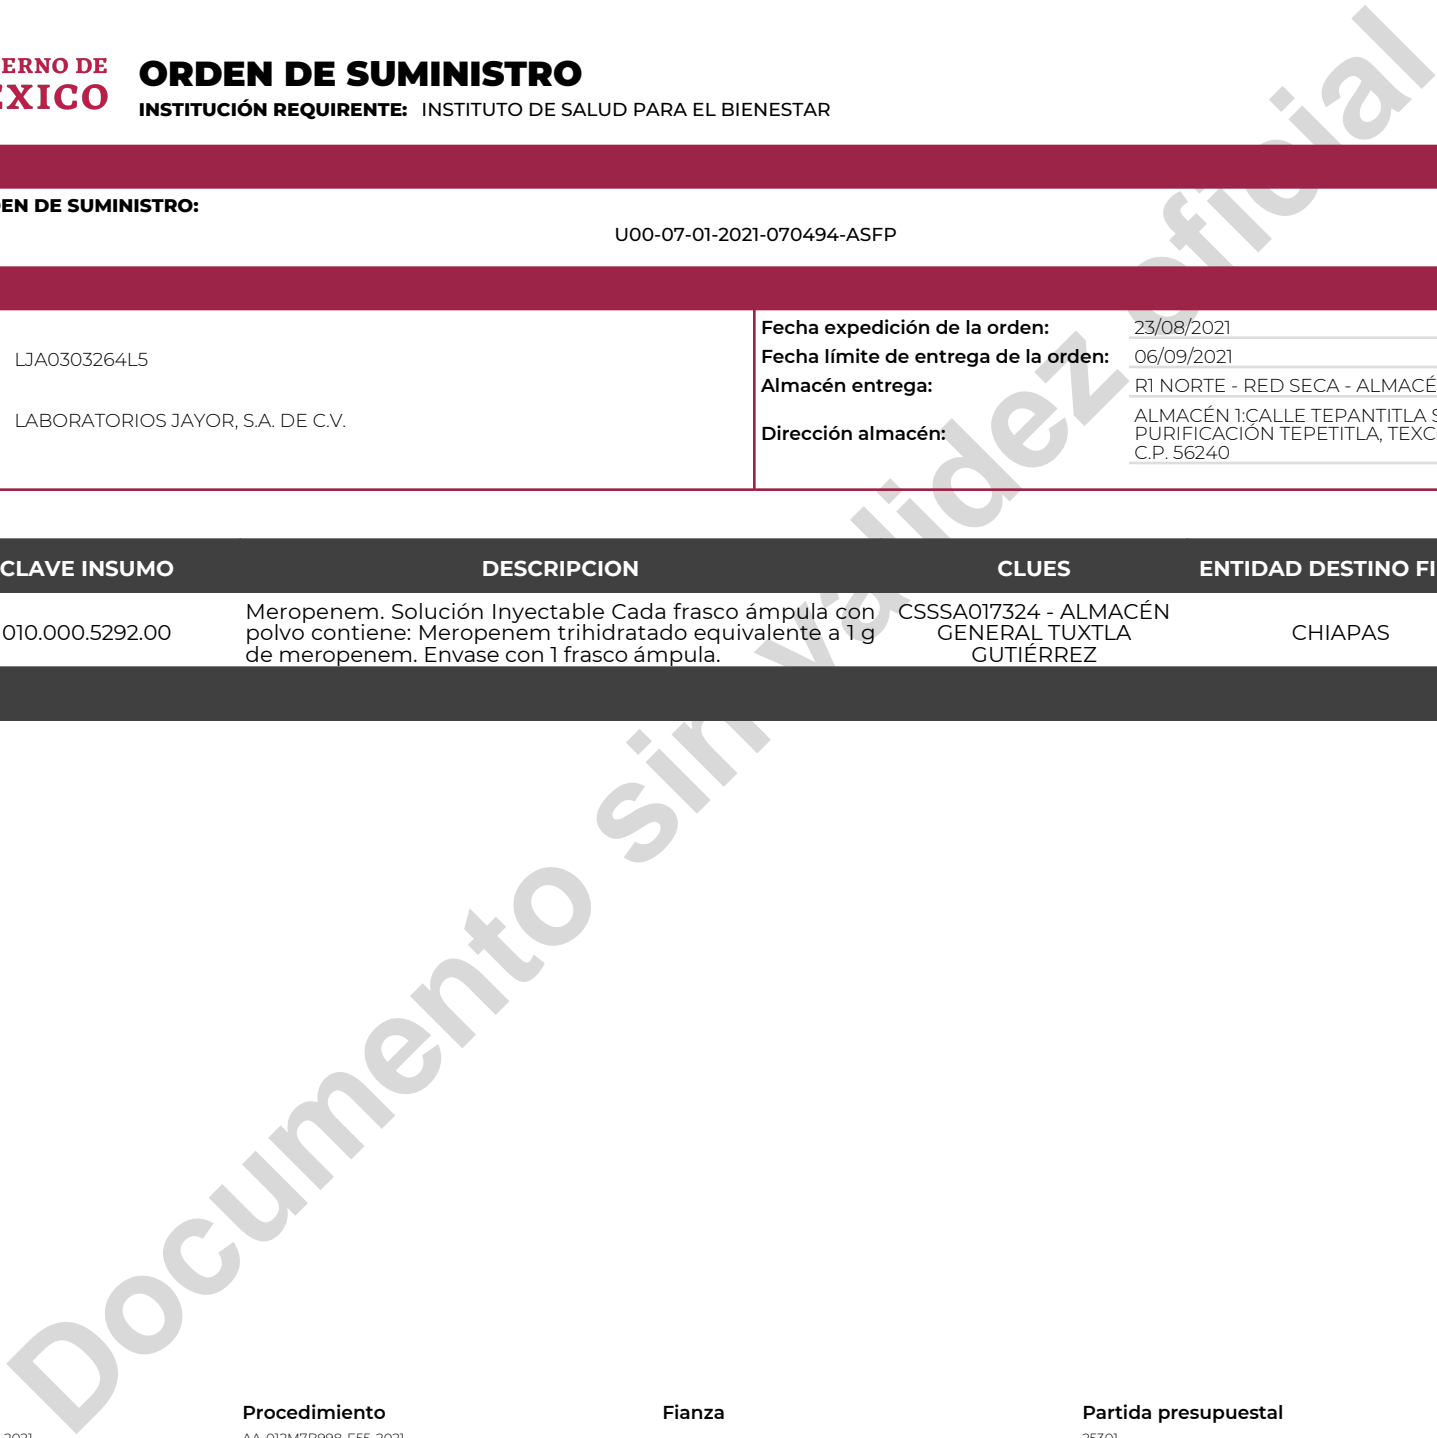 ERNO DE
ÉXICO
ORDEN DE SUMINISTRO
INSTITUCIÓN REQUIRENTE: INSTITUTO DE SALUD PARA EL BIENESTAR
EN DE SUMINISTRO:
U00-07-01-2021-070494-ASFP
LJA0303264L5
LABORATORIOS JAYOR, S.A. DE C.V.
Fecha expedición de la orden: 23/08/2021
Fecha límite de entrega de la orden: 06/09/2021
Almacén entrega: R1 NORTE - RED SECA - ALMACÉ
Dirección almacén: ALMACÉN 1:CALLE TEPANTITLA S
PURIFICACIÓN TEPETITLA, TEXC
C.P. 56240
CLAVE INSUMO DESCRIPCION CLUES ENTIDAD DESTINO FI
010.000.5292.00
Meropenem. Solución Inyectable Cada frasco ámpula con
polvo contiene: Meropenem trihidratado equivalente a 1 g
de meropenem. Envase con 1 frasco ámpula.
CSSSA017324 - ALMACÉN
GENERAL TUXTLA
GUTIÉRREZ
CHIAPAS
Documento sin validez oficial
Procedimiento Fianza Partida presupuestal